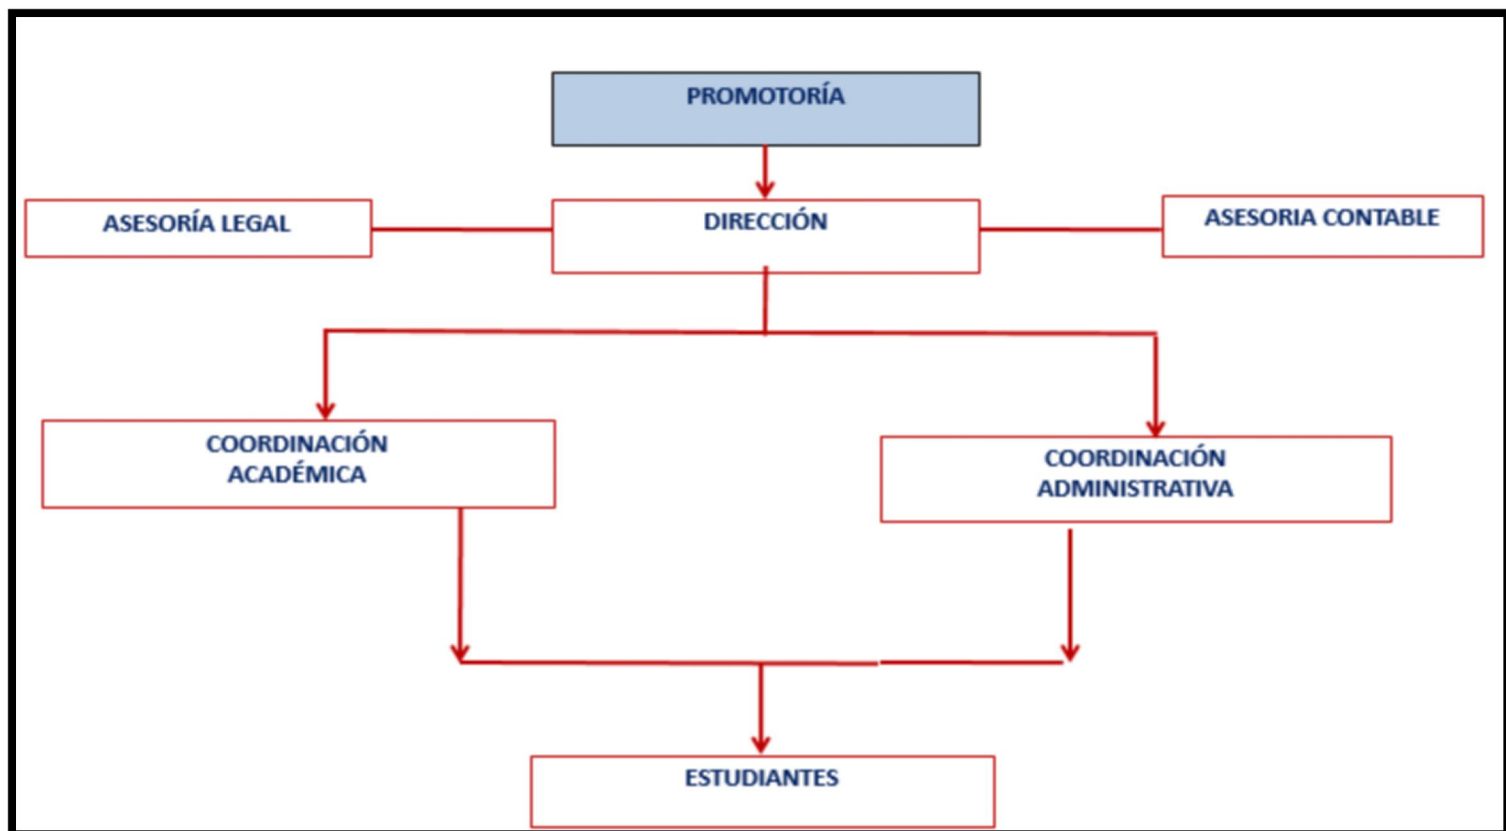 PROMOTORÍA
ASESORÍA LEGAL
DIRECCIÓN
ASESORIA CONTABLE
COORDINACIÓN
ACADÉMICA
COORDINACIÓN
ADMINISTRATIVA
ESTUDIANTES